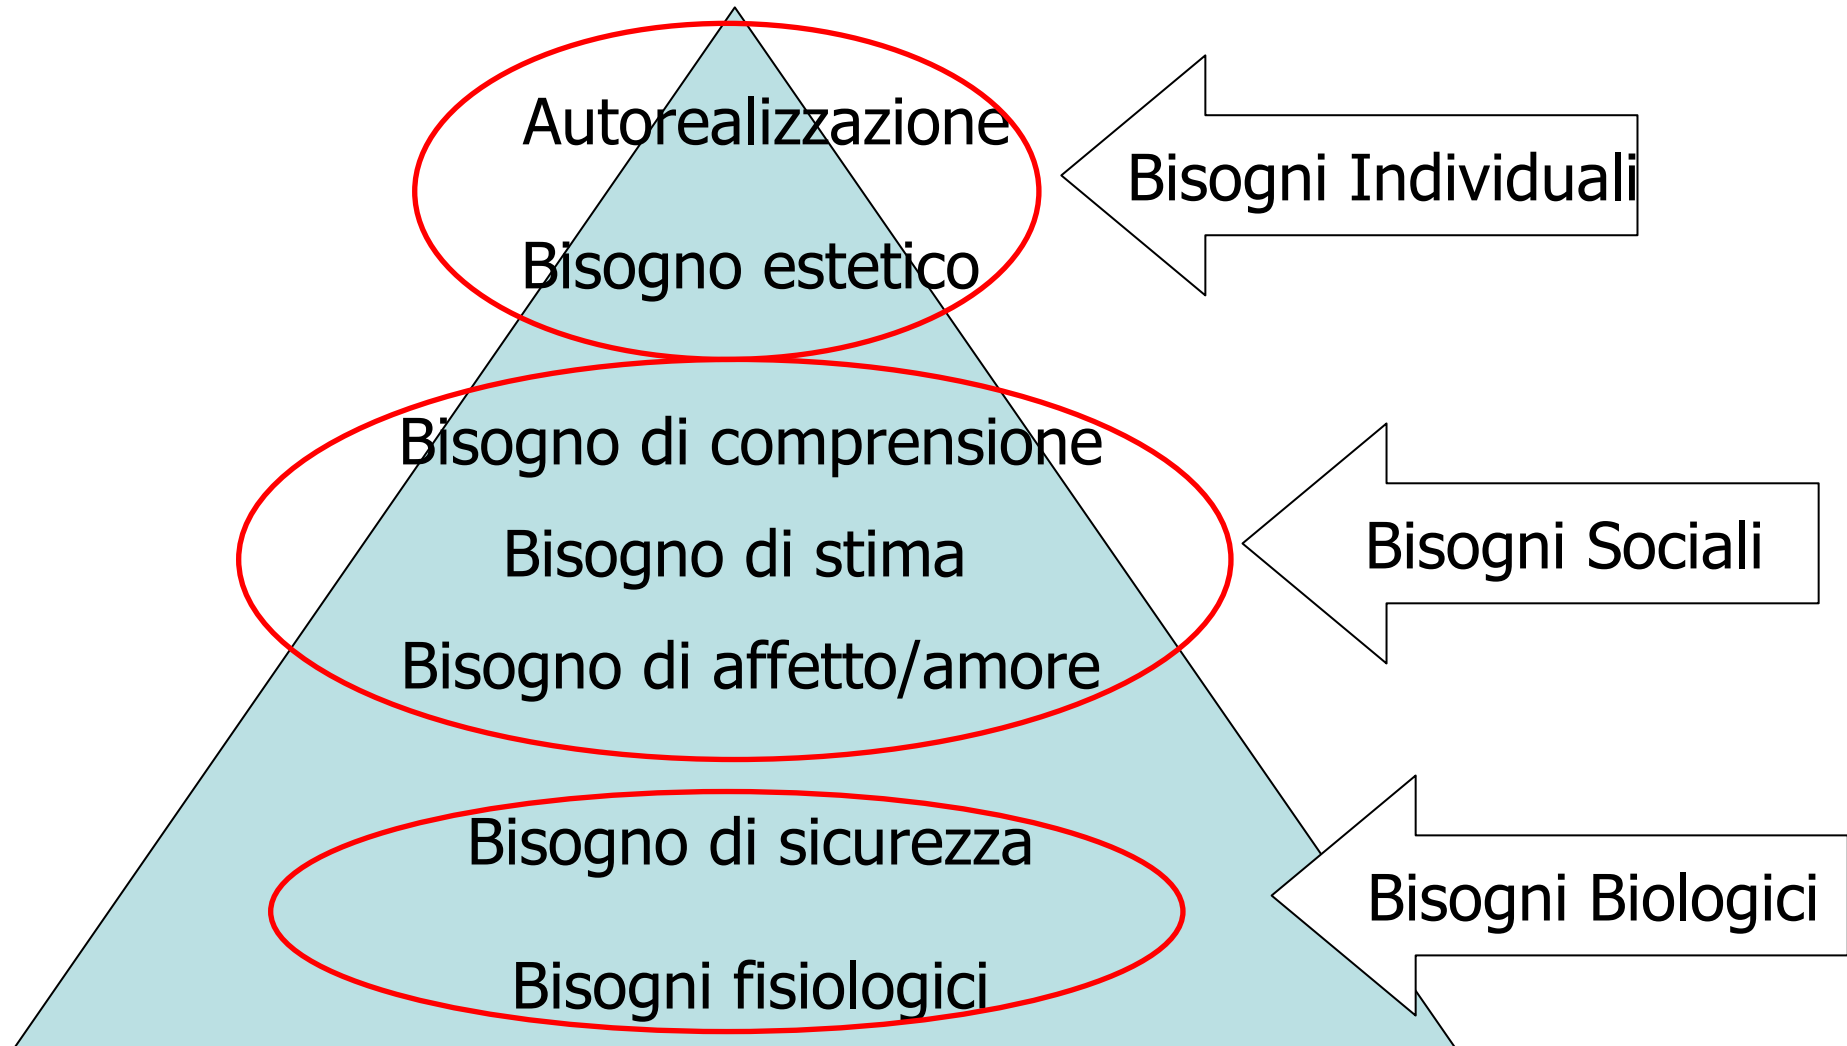 Autorealizzazione
Bisogni Individuali
Bisogno estetico
Bisogno di comprensione
Bisogno di stima
Bisogni Sociali
Bisogno di affetto/amore
Bisogno di sicurezza
Bisogni Biologici
Bisogni fisiologici